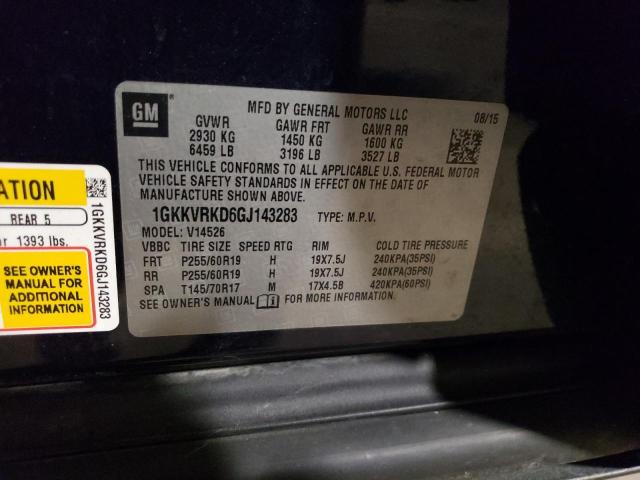 GM
MFD BY GENERAL MOTORS LLC 08/15
GVWR GAWR FRT GAWR RR
2930 KG 1450 KG 1600 KG
6459 LB 3196 LB 3527 LB
THIS VEHICLE CONFORMS TO ALL APPLICABLE U.S. FEDERAL MOTOR
VEHICLE SAFETY STANDARDS IN EFFECT ON THE DATE OF
MANUFACTURE SHOWN ABOVE.
1GKKVRKD6GJ143283 TYPE: M.P.V.
MODEL: V14526
VBBC TIRE SIZE SPEED RTG RIM COLD TIRE PRESSURE
FRT P255/60R19 H 19X7.5J 240KPA(35PSI)
RR P255/60R19 H 19X7.5J 240KPA(35PSI)
SPA T145/70R17 M 17X4.5B 420KPA(60PSI)
SEE OWNER'S MANUAL FOR MORE INFORMATION
ATION
REAR 5
or 1393 lbs.
SEE OWNER'S
MANUAL FOR
ADDITIONAL
INFORMATION
1GKKVRKD6GJ143283